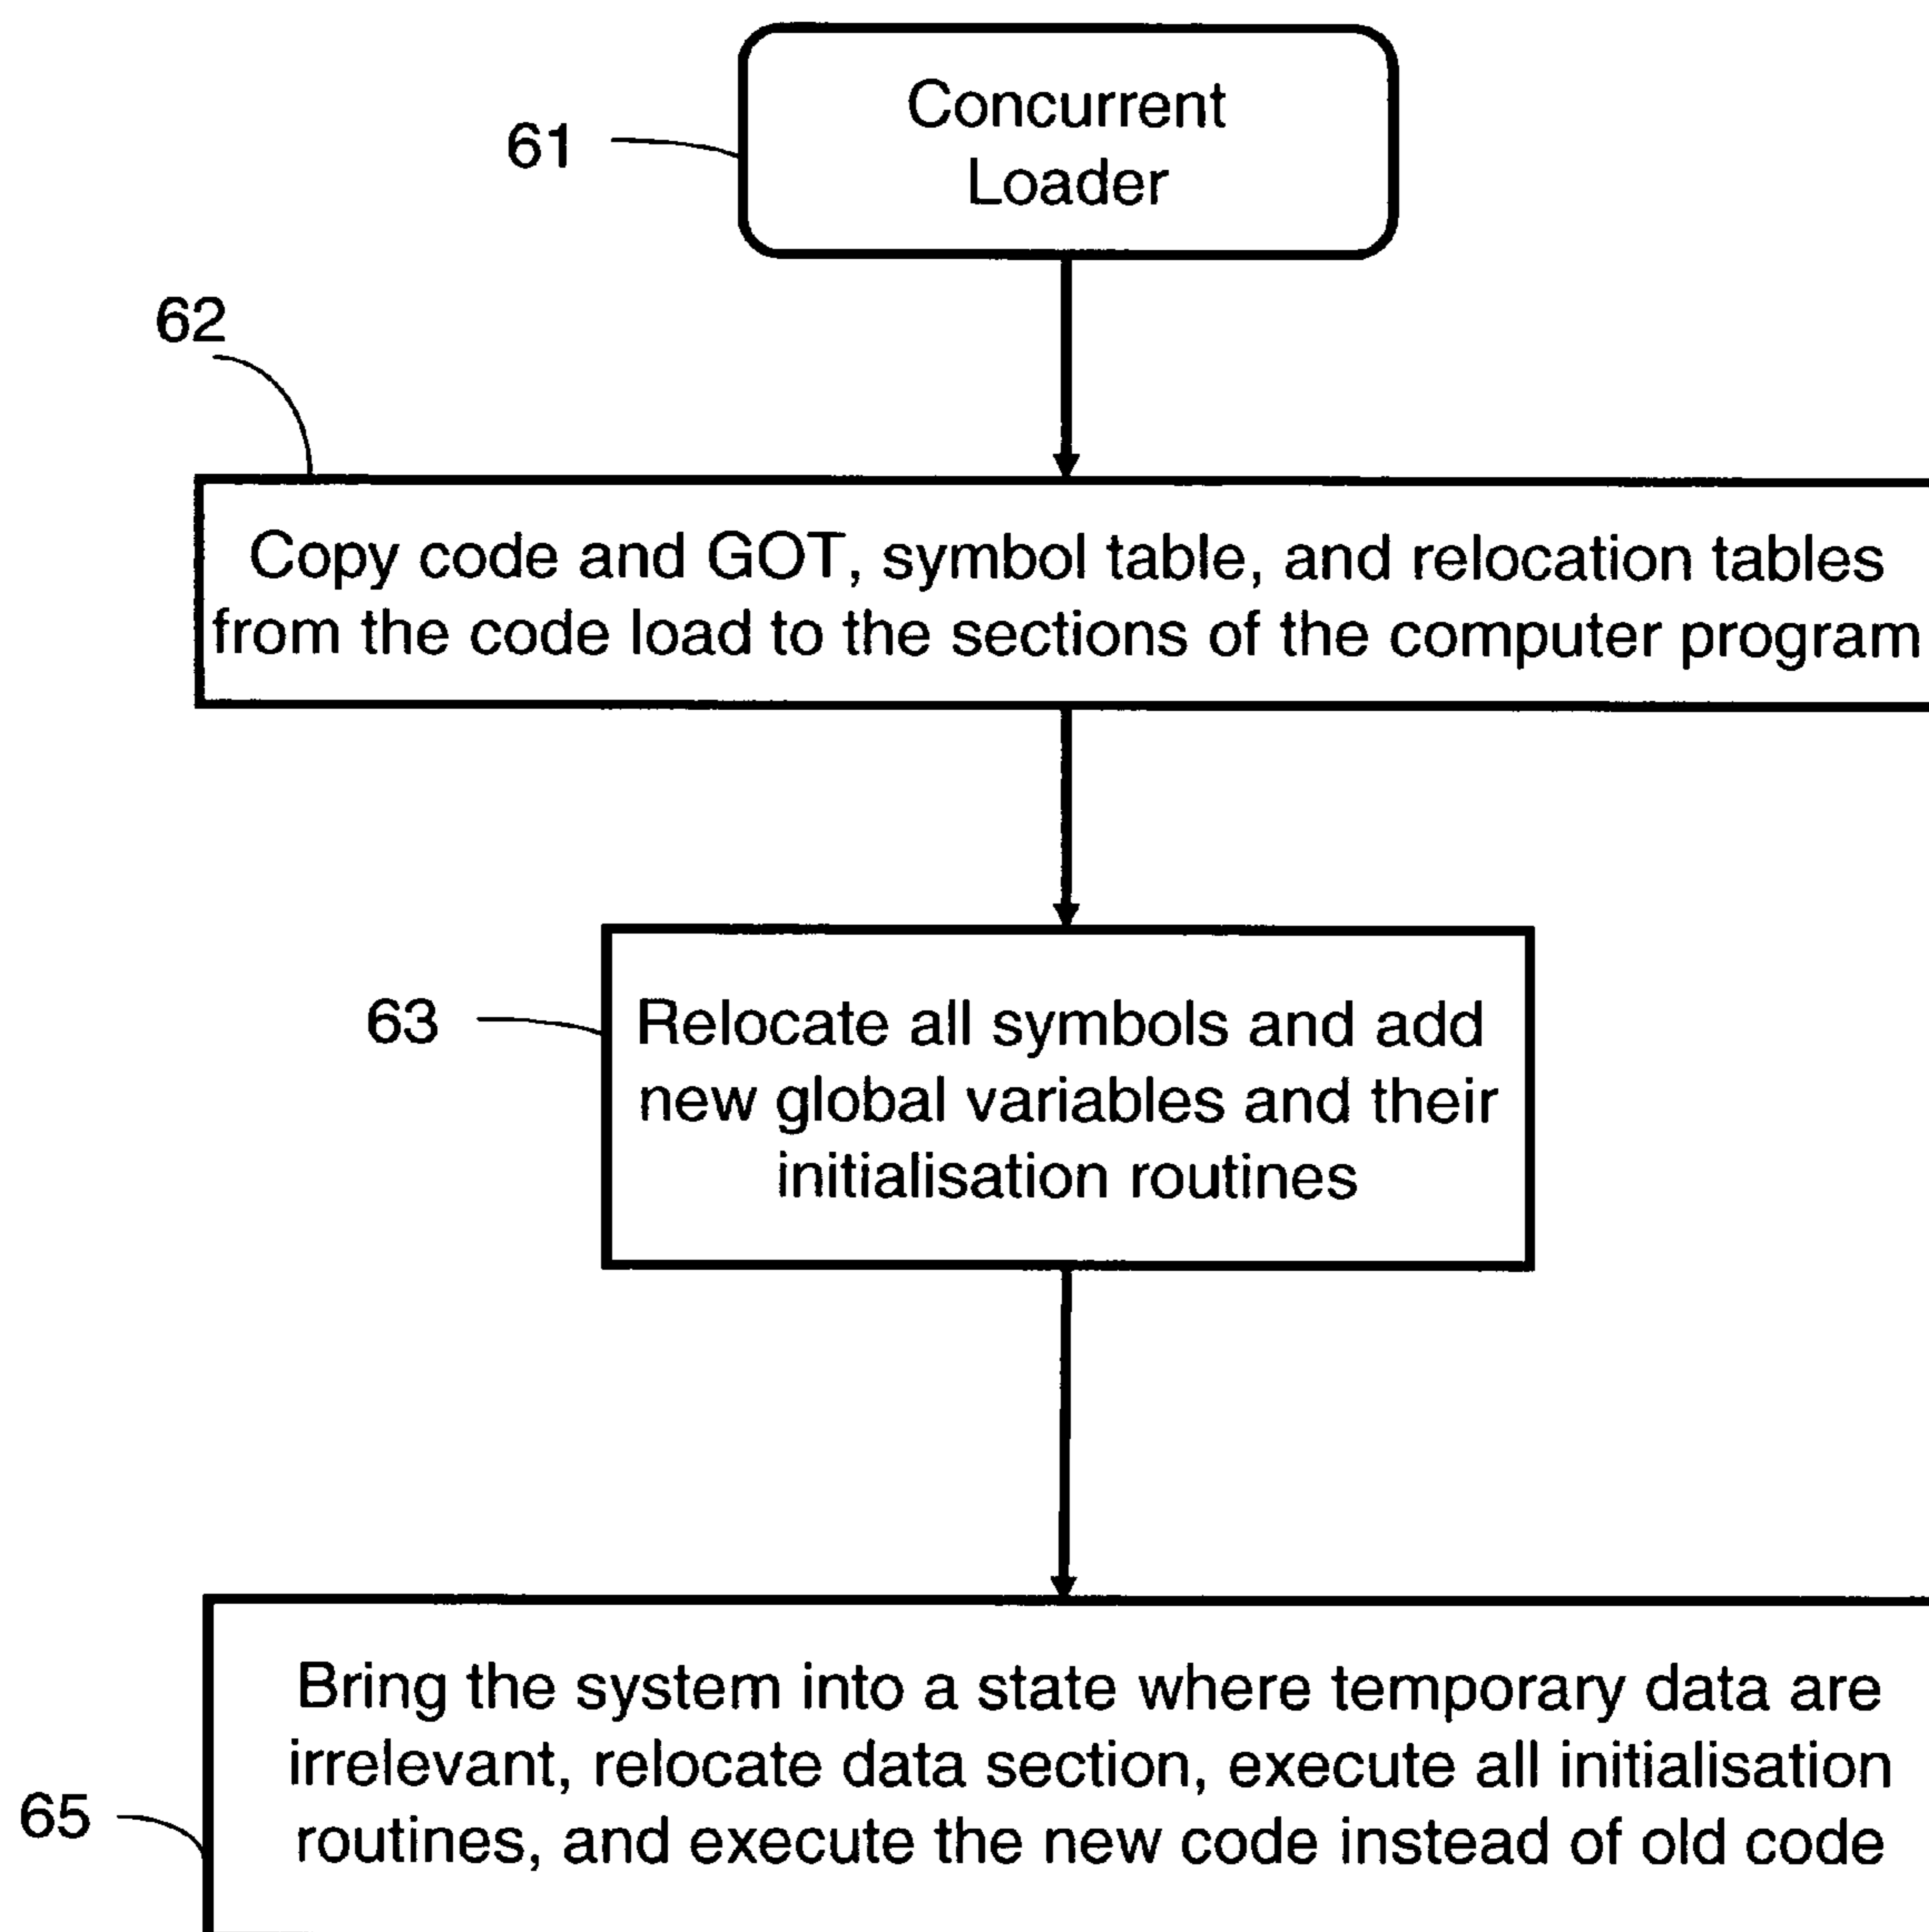 Concurrent
Loader
61
62
Copy code and GOT, symbol table, and relocation tables
from the code load to the sections of the computer program
63
Relocate all symbols and add
new global variables and their
initialisation routines
Bring the system into a state where temporary data are
irrelevant, relocate data section, execute all initialisation
routines, and execute the new code instead of old code
65